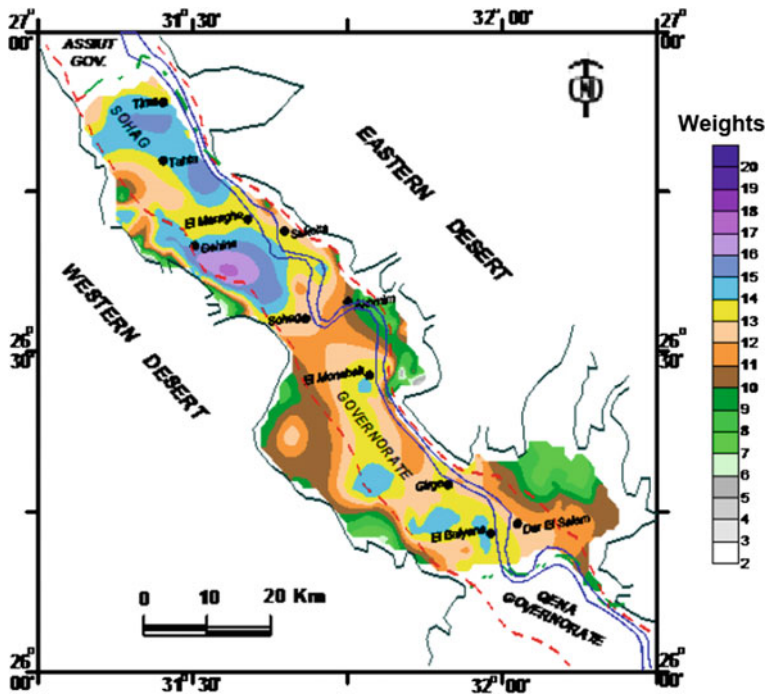 27° 00'
31° 30'
32° 00'
27° 00'
ASSIUT
GOV.
N
Weights
SOHAG
Tima
Tahta
EASTERN DESERT
El Maragha
Sakolta
Gehina
WESTERN DESERT
Sohag
Akhmim
26° 30'
26° 30'
El Monshah
GOVERNORATE
Girga
El Balyana
Dar El Salam
QENA
GOVERNORATE
0 10 20 Km
26° 00'
31° 30'
32° 00'
26° 00'
20
19
18
17
16
15
14
13
12
11
10
9
8
7
6
5
4
3
2